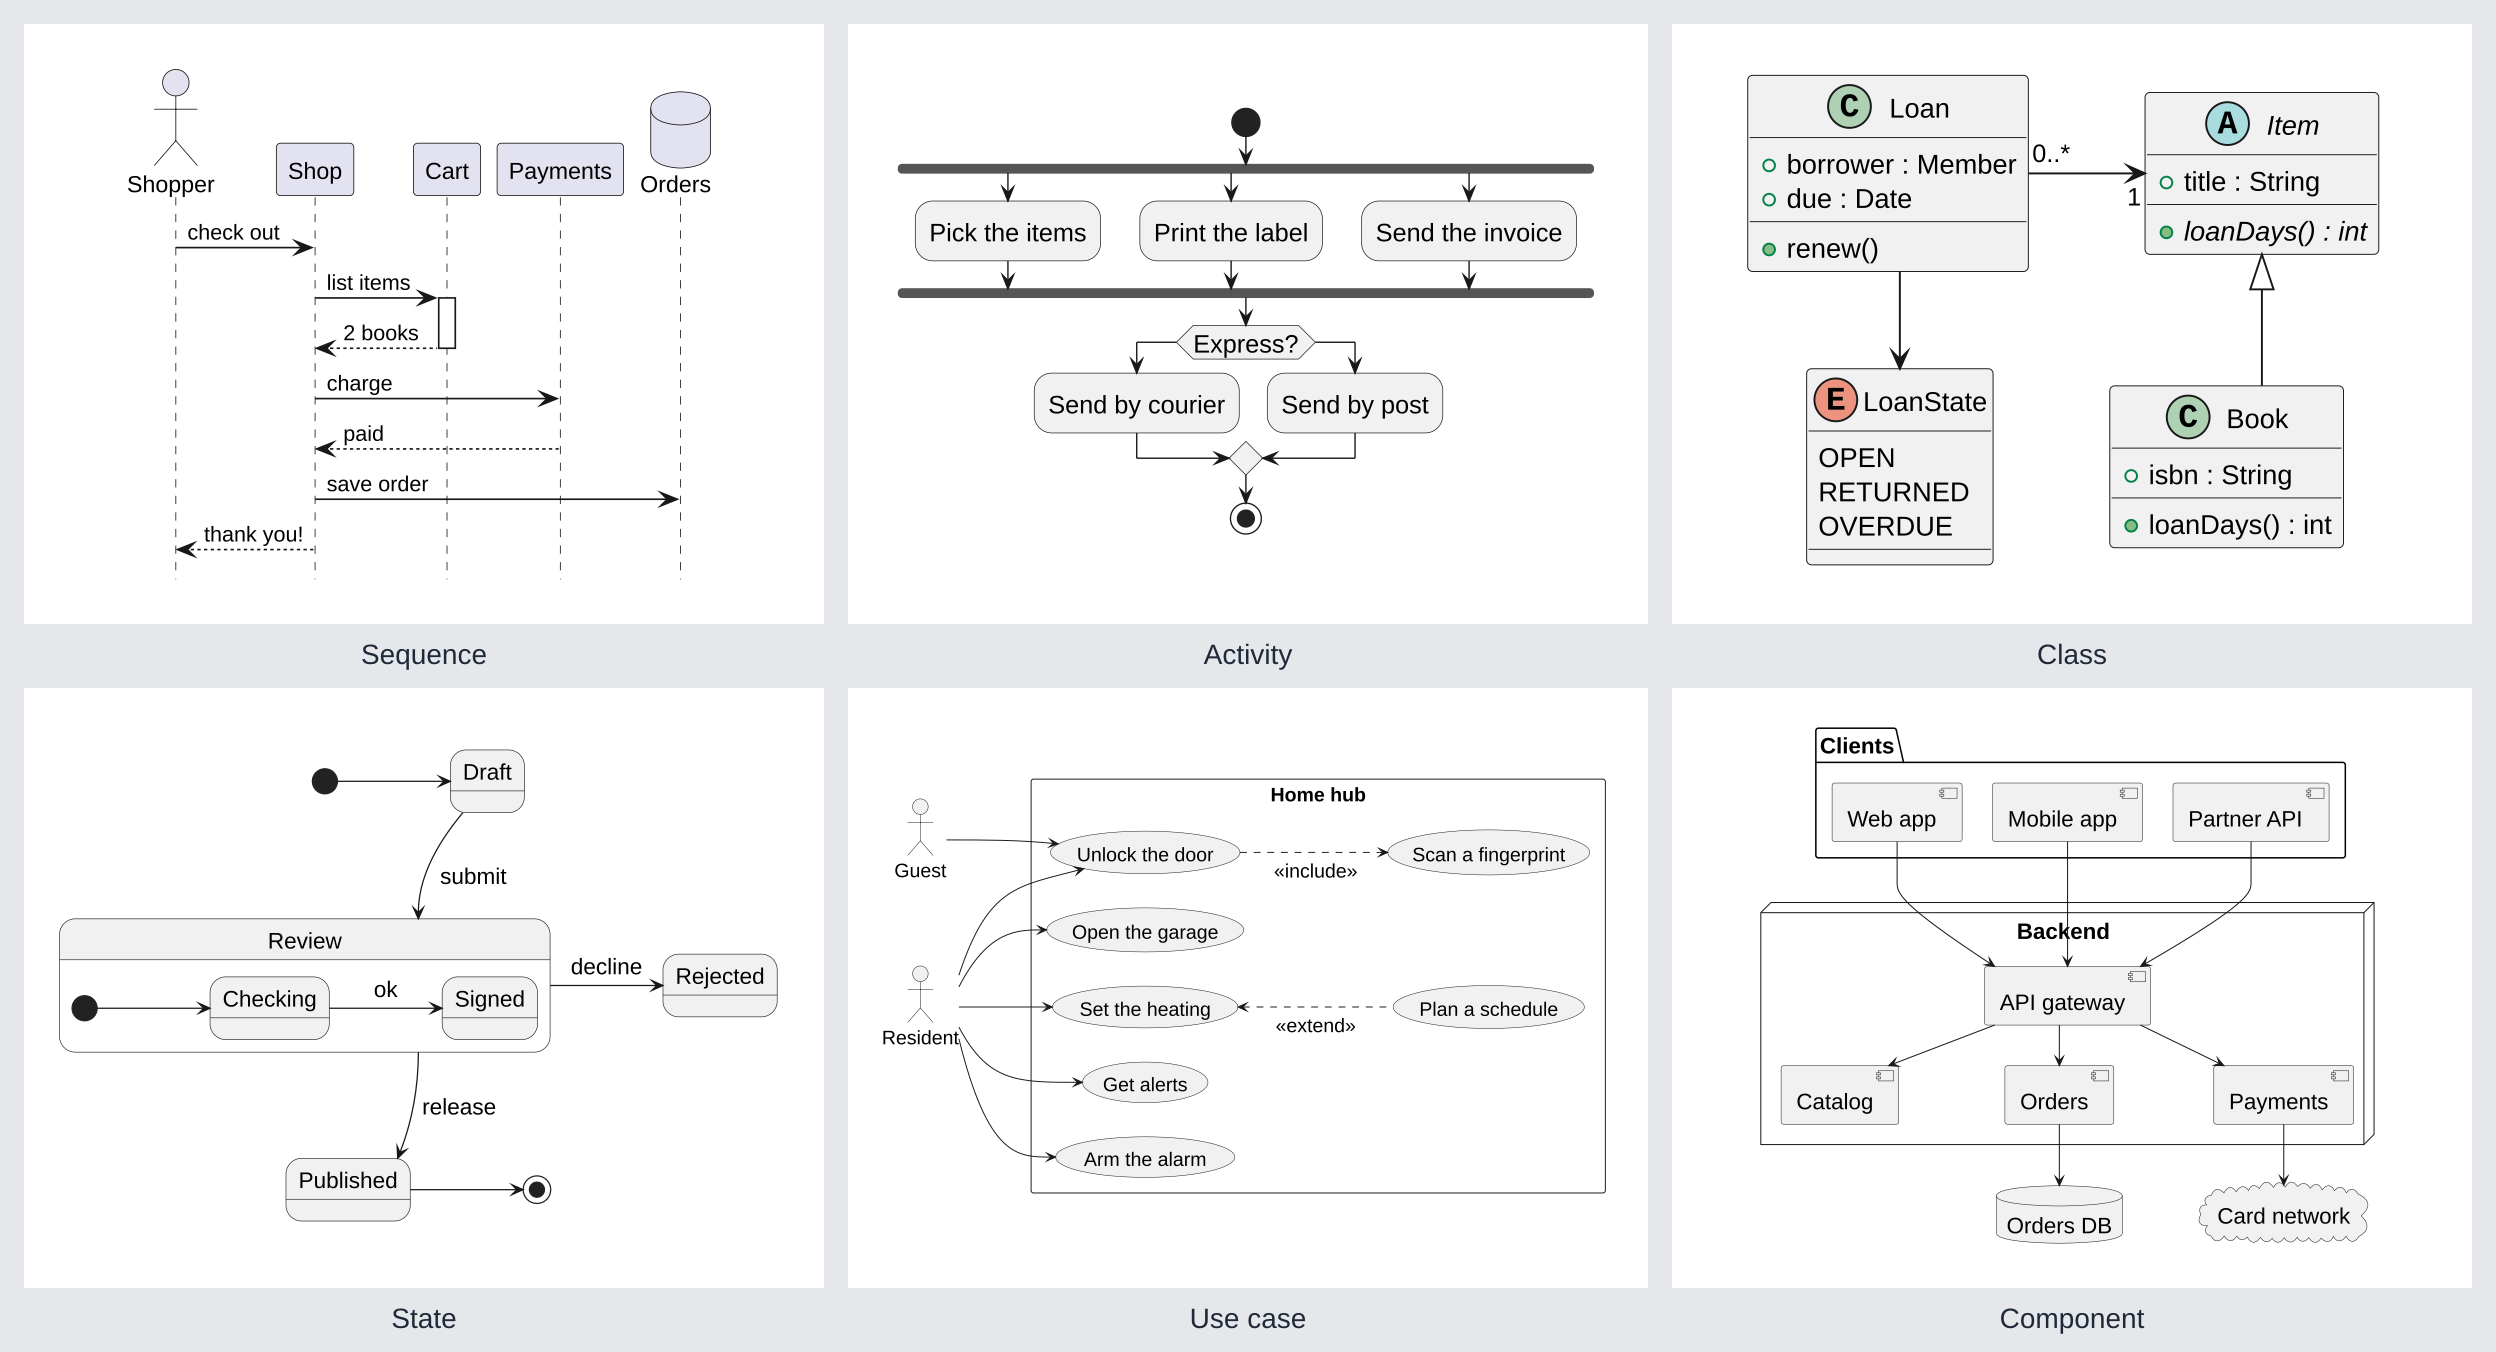 Shopper
Shop
Cart
Payments
Orders
check out
list items
2 books
charge
paid
save order
thank you!
Sequence
Pick the items
Print the label
Send the invoice
Express?
Send by courier
Send by post
Activity
C Loan
borrower : Member
due : Date
renew()
0..*
1
A Item
title : String
loanDays() : int
E LoanState
OPEN
RETURNED
OVERDUE
C Book
isbn : String
loanDays() : int
Class
Draft
submit
Review
Checking
ok
Signed
decline
Rejected
release
Published
State
Home hub
Guest
Unlock the door
«include»
Scan a fingerprint
Open the garage
Resident
Set the heating
«extend»
Plan a schedule
Get alerts
Arm the alarm
Use case
Clients
Web app
Mobile app
Partner API
Backend
API gateway
Catalog
Orders
Payments
Orders DB
Card network
Component